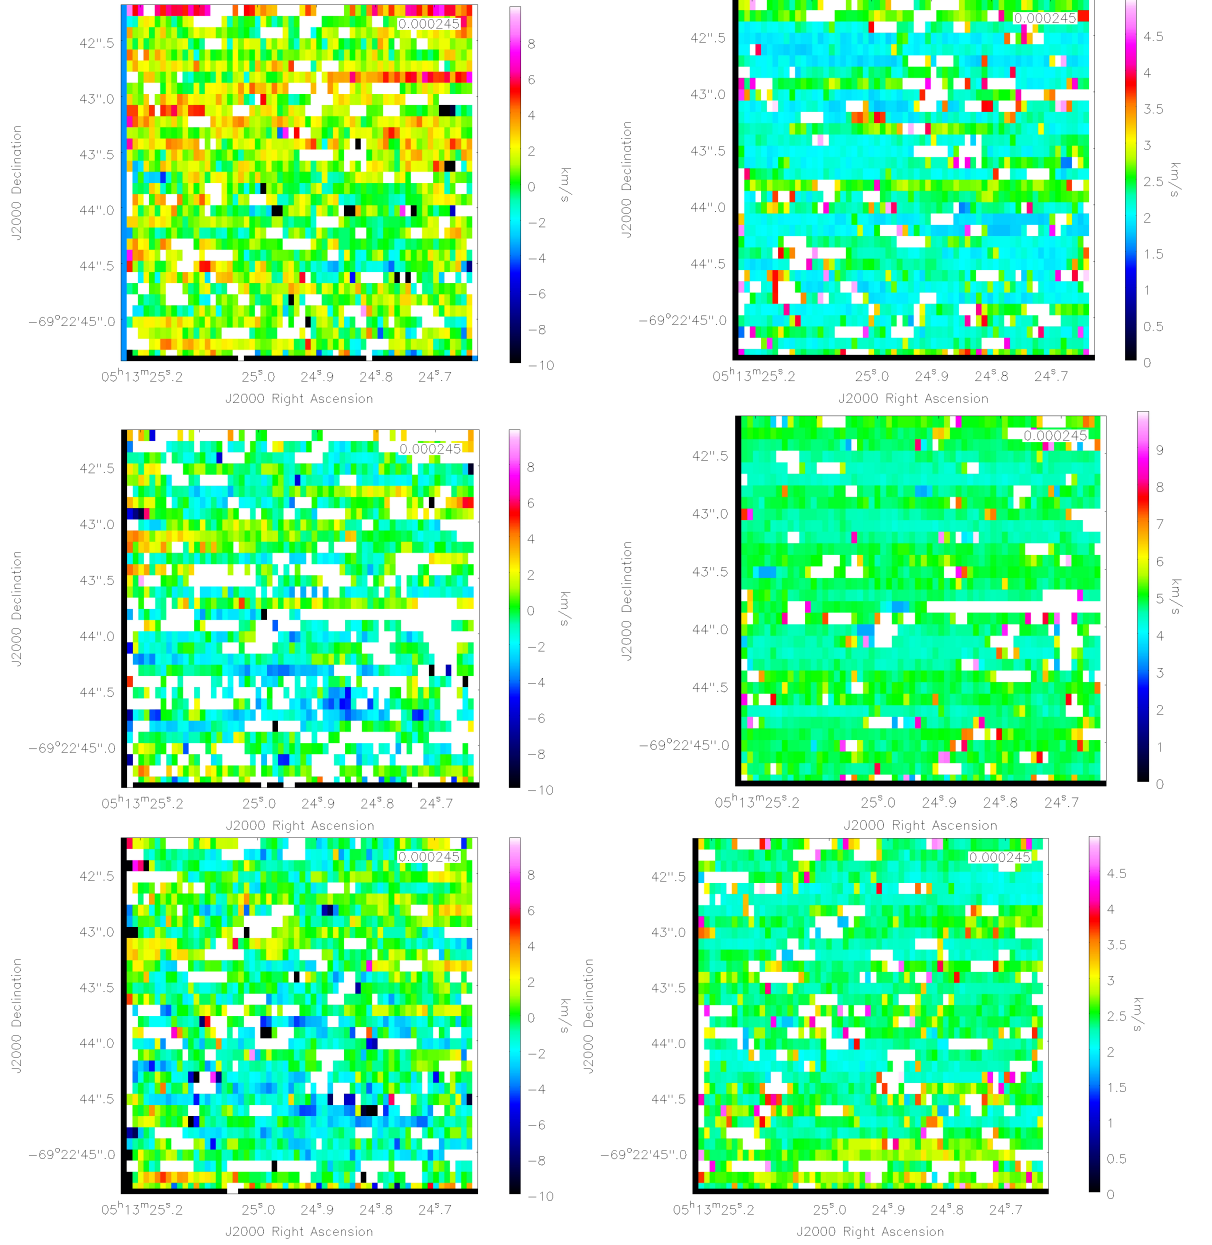 0.000245
42".5
43".0
43".5
44".0
44".5
−69°22'45".0
05ʰ13ᵐ25ˢ.2
25ˢ.0
24ˢ.9
24ˢ.8
24ˢ.7
J2000 Right Ascension
J2000 Declination
8
6
4
2
0
−2
−4
−6
−8
−10
km/s
0.000245
42".5
43".0
43".5
44".0
44".5
−69°22'45".0
05ʰ13ᵐ25ˢ.2
25ˢ.0
24ˢ.9
24ˢ.8
24ˢ.7
J2000 Right Ascension
J2000 Declination
4.5
4
3.5
3
2.5
2
1.5
1
0.5
0
km/s
0.000245
42".5
43".0
43".5
44".0
44".5
−69°22'45".0
05ʰ13ᵐ25ˢ.2
25ˢ.0
24ˢ.9
24ˢ.8
24ˢ.7
J2000 Right Ascension
J2000 Declination
8
6
4
2
0
−2
−4
−6
−8
−10
km/s
0.000245
42".5
43".0
43".5
44".0
44".5
−69°22'45".0
05ʰ13ᵐ25ˢ.2
25ˢ.0
24ˢ.9
24ˢ.8
24ˢ.7
J2000 Right Ascension
J2000 Declination
9
8
7
6
5
4
3
2
1
0
km/s
0.000245
42".5
43".0
43".5
44".0
44".5
−69°22'45".0
05ʰ13ᵐ25ˢ.2
25ˢ.0
24ˢ.9
24ˢ.8
24ˢ.7
J2000 Right Ascension
J2000 Declination
8
6
4
2
0
−2
−4
−6
−8
−10
km/s
0.000245
42".5
43".0
43".5
44".0
44".5
−69°22'45".0
05ʰ13ᵐ25ˢ.2
25ˢ.0
24ˢ.9
24ˢ.8
24ˢ.7
J2000 Right Ascension
J2000 Declination
4.5
4
3.5
3
2.5
2
1.5
1
0.5
0
km/s